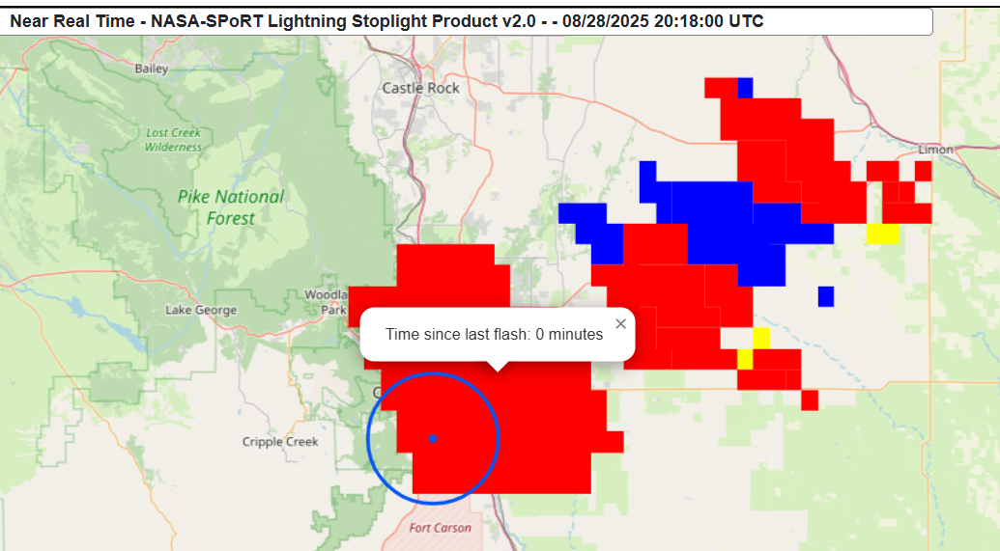 Near Real Time - NASA-SPoRT Lightning Stoplight Product v2.0 - - 08/28/2025 20:18:00 UTC
Bailey
Castle Rock
Lost Creek
Wilderness
Limon
Pike National
Forest
Woodla
Park
Lake George
Time since last flash: 0 minutes ×
C
Cripple Creek
Fort Carson